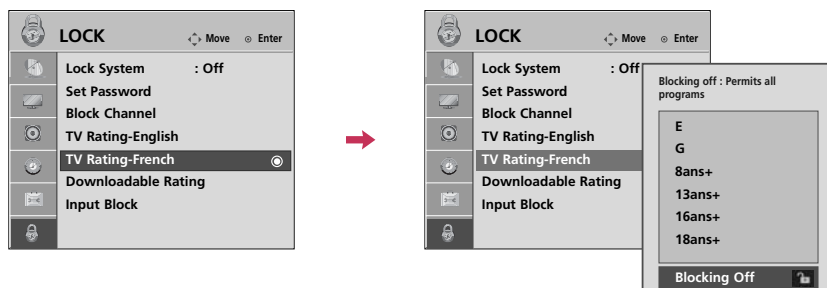 LOCK
Move
Enter
Lock System : Off
Set Password
Block Channel
TV Rating-English
TV Rating-French
Downloadable Rating
Input Block
LOCK
Move
Enter
Lock System : Off
Set Password
Block Channel
TV Rating-English
TV Rating-French
Downloadable Rating
Input Block
Blocking off : Permits all
programs
E
G
8ans+
13ans+
16ans+
18ans+
Blocking Off